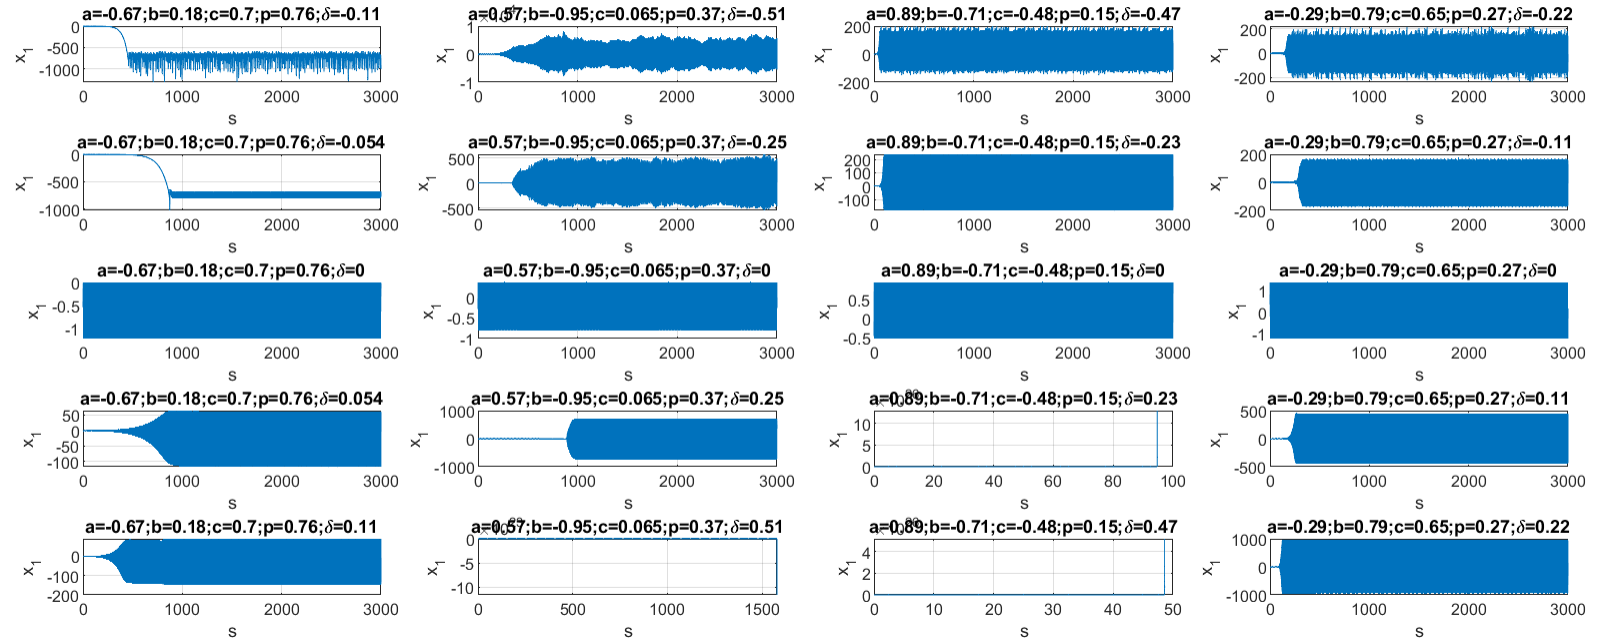 a=-0.67;b=0.18;c=0.7;p=0.76;δ=-0.11
0
-500
-1000
x1
0 1000 2000 3000
s
a=0.57;b=-0.95;c=0.065;p=0.37;δ=-0.51
1
0
-1
x1
0 1000 2000 3000
s
a=0.89;b=-0.71;c=-0.48;p=0.15;δ=-0.47
200
0
-200
x1
0 1000 2000 3000
s
a=-0.29;b=0.79;c=0.65;p=0.27;δ=-0.22
200
0
-200
x1
0 1000 2000 3000
s
a=-0.67;b=0.18;c=0.7;p=0.76;δ=-0.054
0
-500
-1000
x1
0 1000 2000 3000
s
a=0.57;b=-0.95;c=0.065;p=0.37;δ=-0.25
500
0
-500
x1
0 1000 2000 3000
s
a=0.89;b=-0.71;c=-0.48;p=0.15;δ=-0.23
200
100
0
-100
x1
0 1000 2000 3000
s
a=-0.29;b=0.79;c=0.65;p=0.27;δ=-0.11
200
0
-200
x1
0 1000 2000 3000
s
a=-0.67;b=0.18;c=0.7;p=0.76;δ=0
0
-0.5
-1
x1
0 1000 2000 3000
s
a=0.57;b=-0.95;c=0.065;p=0.37;δ=0
0
-0.5
-1
x1
0 1000 2000 3000
s
a=0.89;b=-0.71;c=-0.48;p=0.15;δ=0
0.5
0
-0.5
x1
0 1000 2000 3000
s
a=-0.29;b=0.79;c=0.65;p=0.27;δ=0
1
0
-1
x1
0 1000 2000 3000
s
a=-0.67;b=0.18;c=0.7;p=0.76;δ=0.054
50
0
-50
-100
x1
0 1000 2000 3000
s
a=0.57;b=-0.95;c=0.065;p=0.37;δ=0.25
1000
0
-1000
x1
0 1000 2000 3000
s
a=0.89;b=-0.71;c=-0.48;p=0.15;δ=0.23
10
5
0
x1
0 20 40 60 80 100
s
a=-0.29;b=0.79;c=0.65;p=0.27;δ=0.11
500
0
-500
x1
0 1000 2000 3000
s
a=-0.67;b=0.18;c=0.7;p=0.76;δ=0.11
0
-100
-200
x1
0 1000 2000 3000
s
a=0.57;b=-0.95;c=0.065;p=0.37;δ=0.51
0
-5
-10
x1
0 500 1000 1500
s
a=0.89;b=-0.71;c=-0.48;p=0.15;δ=0.47
4
2
0
x1
0 10 20 30 40 50
s
a=-0.29;b=0.79;c=0.65;p=0.27;δ=0.22
1000
0
-1000
x1
0 1000 2000 3000
s